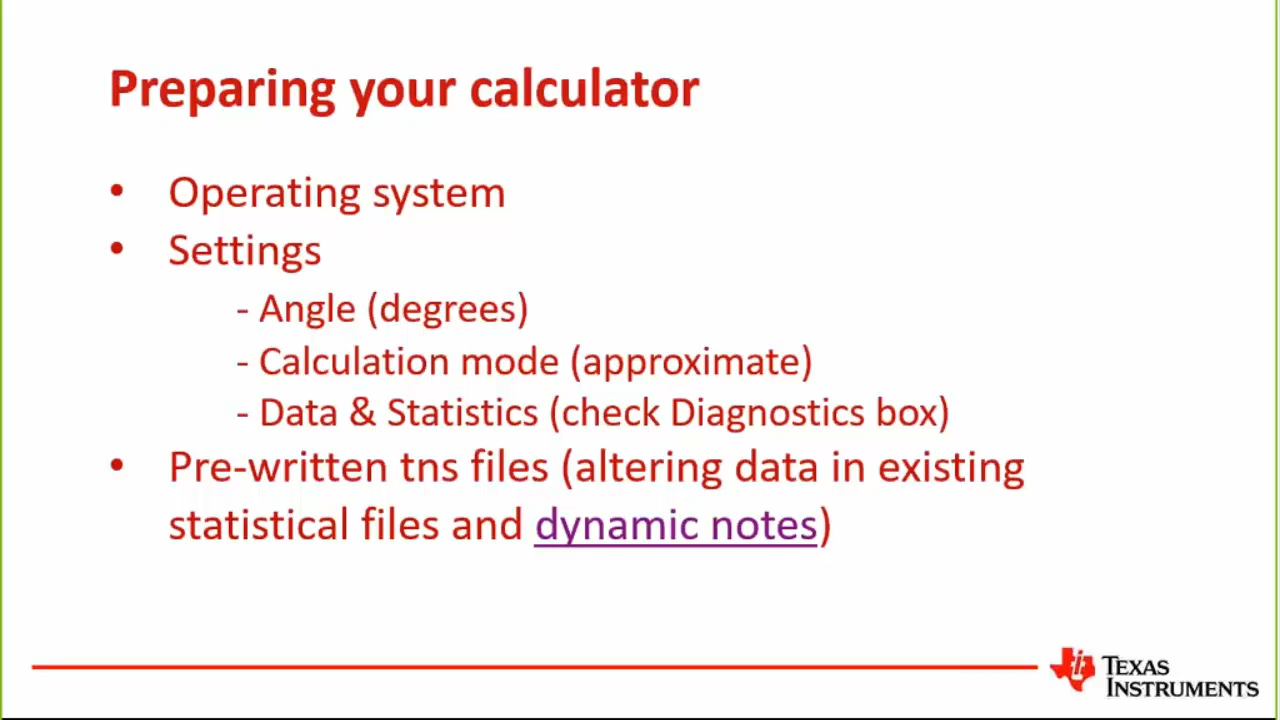 Preparing your calculator
• Operating system
• Settings
- Angle (degrees)
- Calculation mode (approximate)
- Data & Statistics (check Diagnostics box)
• Pre-written tns files (altering data in existing
statistical files and dynamic notes)
TEXAS
INSTRUMENTS